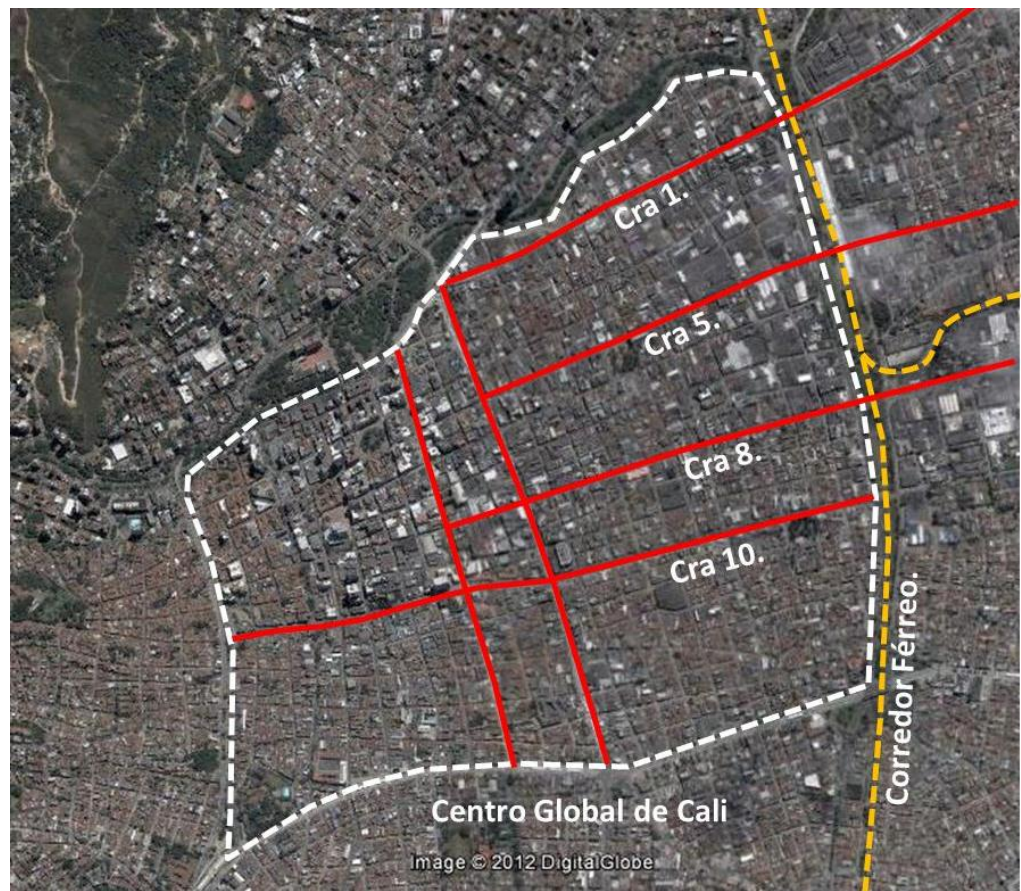 Cra 1.
Cra 5.
Cra 8.
Cra 10.
Corredor Férreo.
Centro Global de Cali
Image © 2012 DigitalGlobe